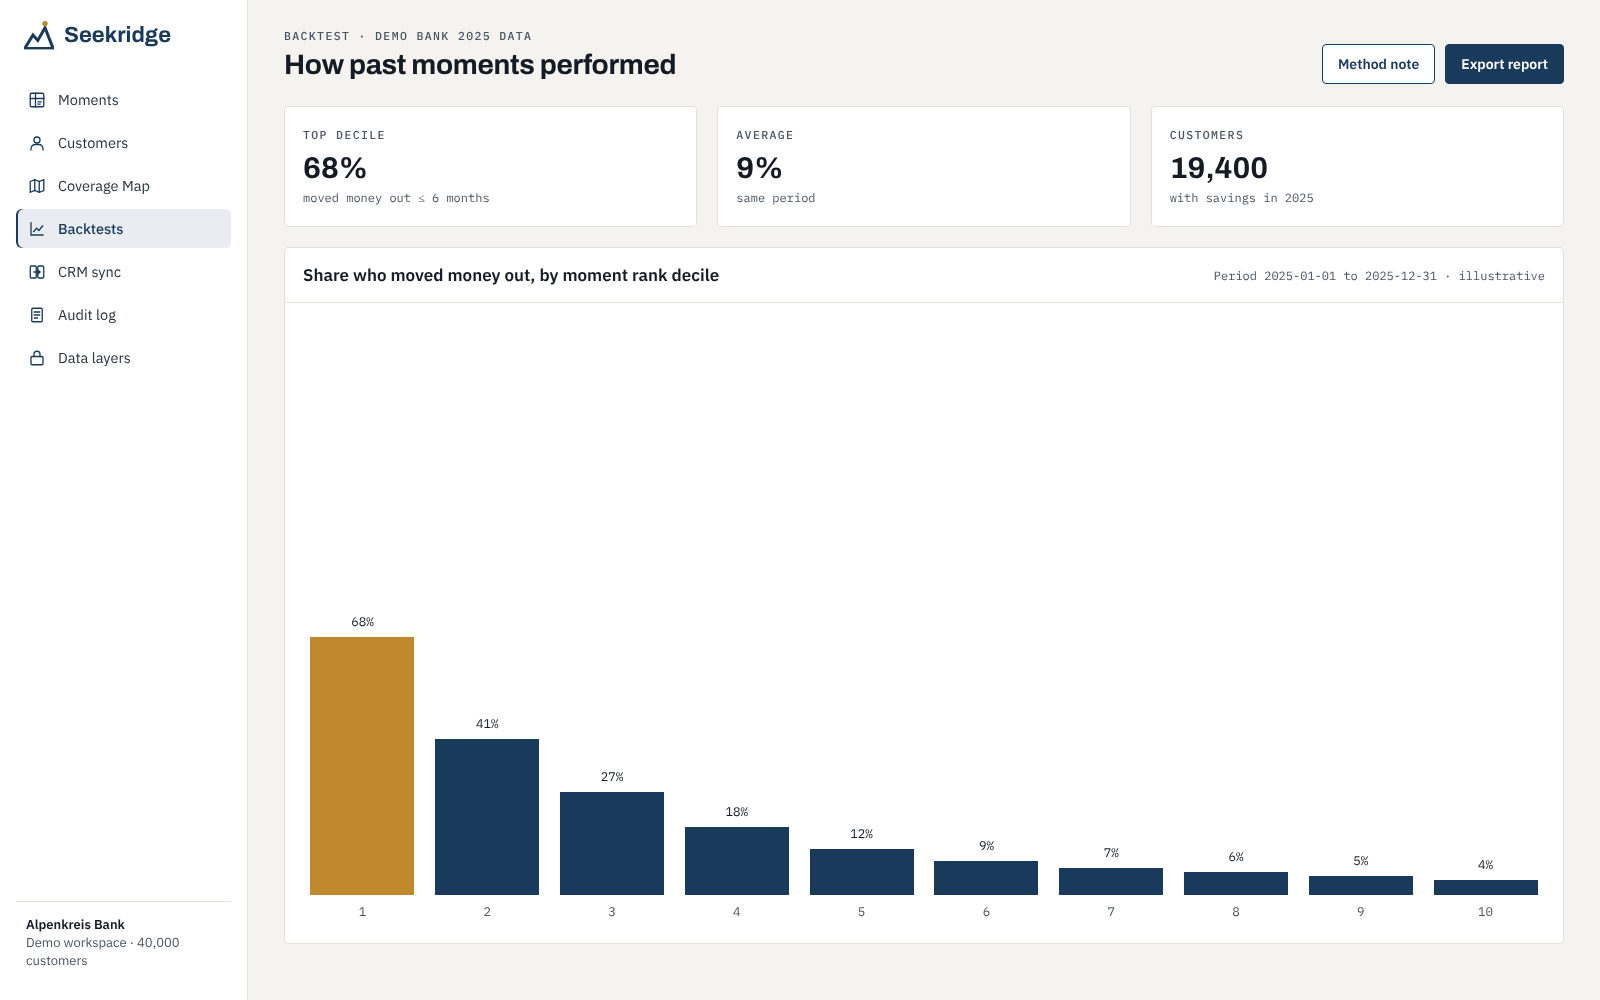 Seekridge
Moments
Customers
Coverage Map
Backtests
CRM sync
Audit log
Data layers
Alpenkreis Bank
Demo workspace · 40,000
customers
BACKTEST · DEMO BANK 2025 DATA
How past moments performed
Method note
Export report
TOP DECILE
68%
moved money out ≤ 6 months
AVERAGE
9%
same period
CUSTOMERS
19,400
with savings in 2025
Share who moved money out, by moment rank decile
Period 2025-01-01 to 2025-12-31 · illustrative
68%
41%
27%
18%
12%
9%
7%
6%
5%
4%
1 2 3 4 5 6 7 8 9 10